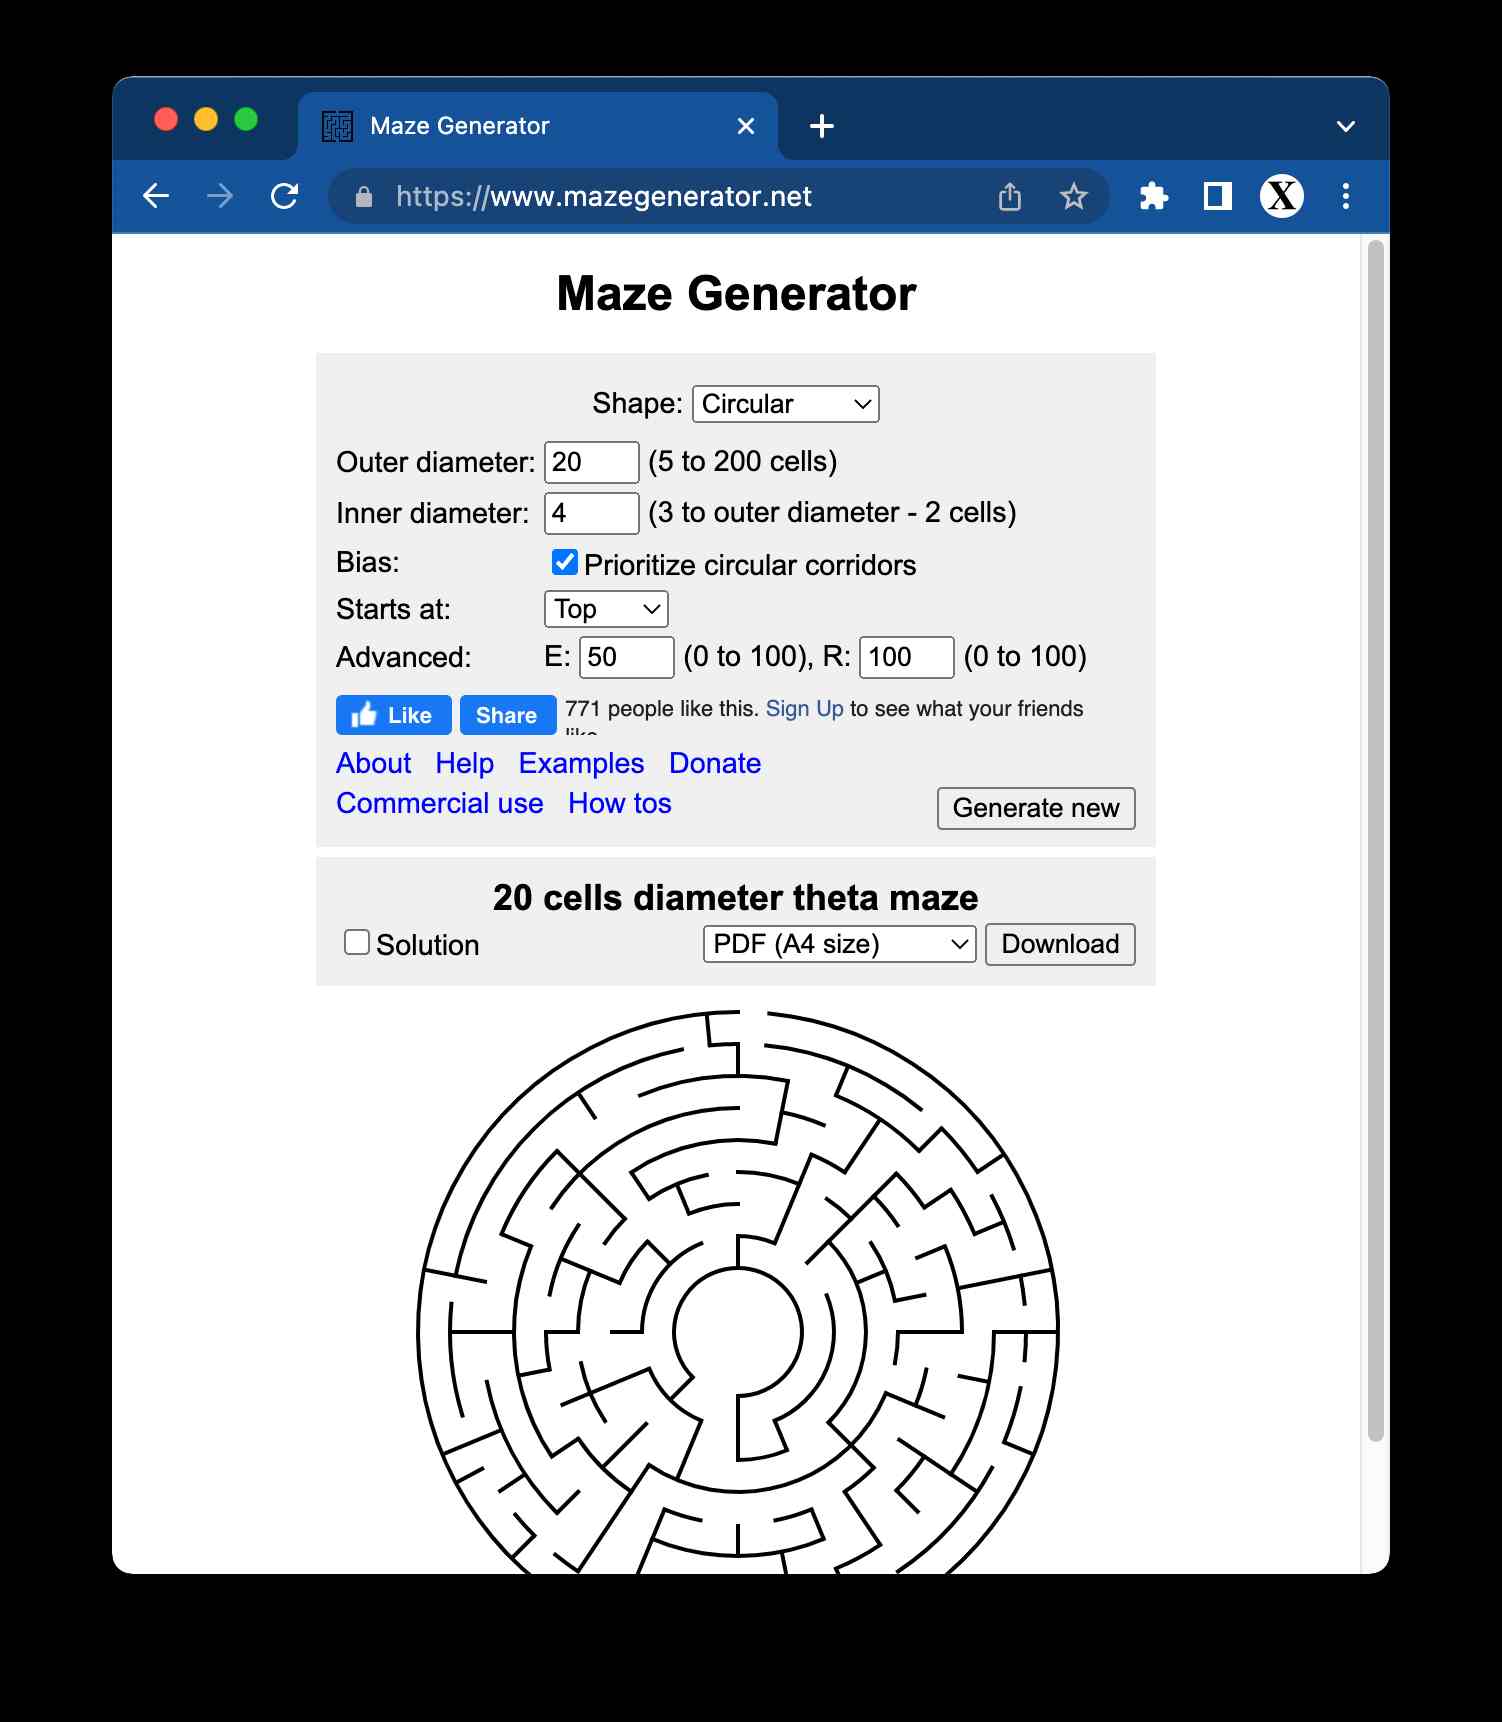 Maze Generator
https://www.mazegenerator.net
X
Maze Generator
Shape: Circular
Outer diameter: 20 (5 to 200 cells)
Inner diameter: 4 (3 to outer diameter - 2 cells)
Bias: Prioritize circular corridors
Starts at: Top
Advanced: E: 50 (0 to 100), R: 100 (0 to 100)
Like Share 771 people like this. Sign Up to see what your friends
like.
About Help Examples Donate
Commercial use How tos Generate new
20 cells diameter theta maze
Solution PDF (A4 size) Download